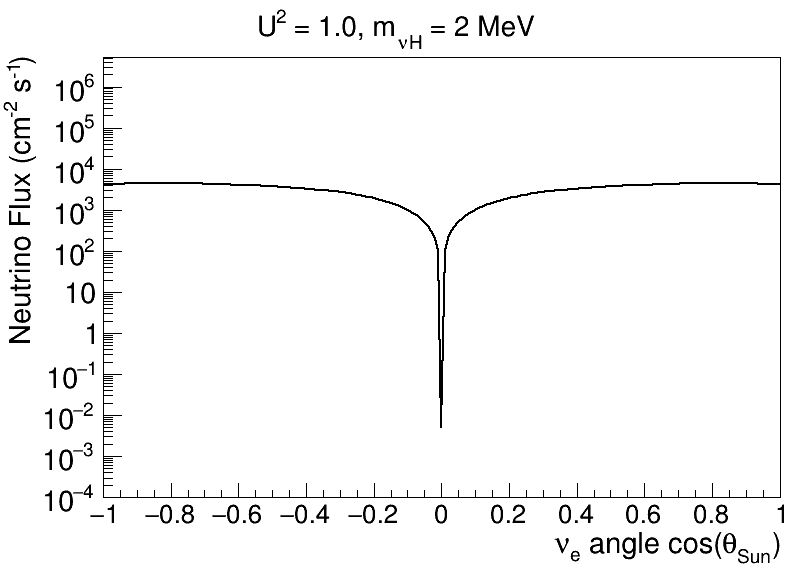 U² = 1.0, m_νH = 2 MeV
Neutrino Flux (cm⁻² s⁻¹)
10⁶
10⁵
10⁴
10³
10²
10
1
10⁻¹
10⁻²
10⁻³
10⁻⁴
−1 −0.8 −0.6 −0.4 −0.2 0 0.2 0.4 0.6 0.8 1
ν_e angle cos(θ_Sun)